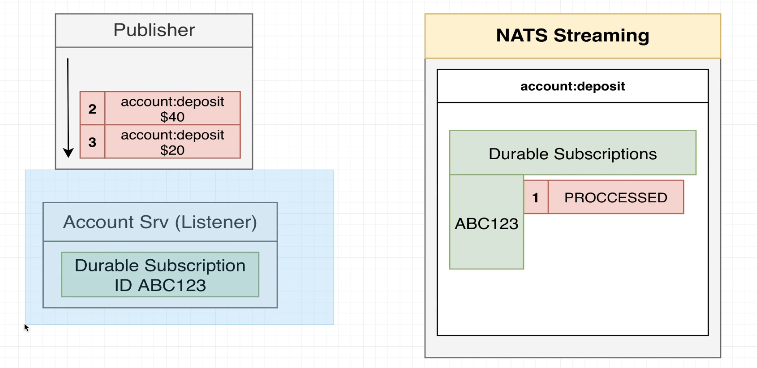 Publisher
2
account:deposit
$40
3
account:deposit
$20
Account Srv (Listener)
Durable Subscription
ID ABC123
NATS Streaming
account:deposit
Durable Subscriptions
ABC123
1
PROCCESSED